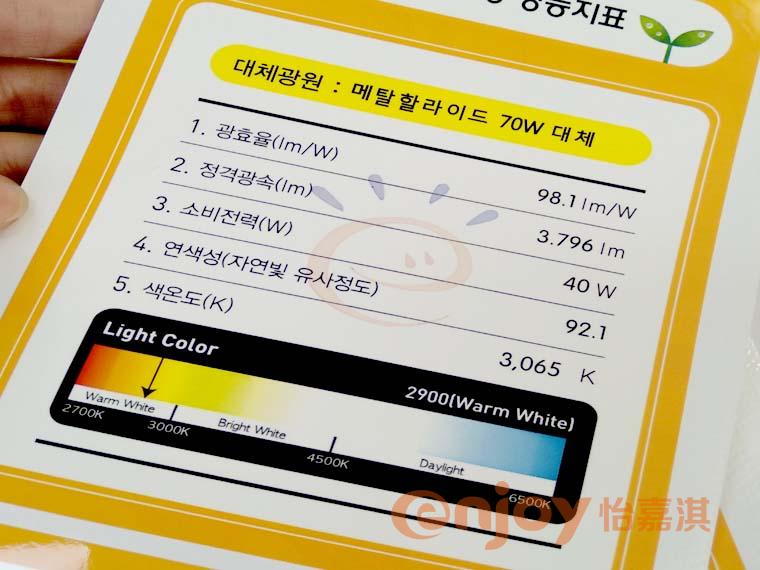 성능지표
대체광원 : 메탈할라이드 70W 대체
1. 광효율(lm/W) 98.1 lm/W
2. 정격광속(lm) 3.796 lm
3. 소비전력(W) 40 W
4. 연색성(자연빛 유사정도) 92.1
5. 색온도(K) 3,065 K
Light Color
2900(Warm White)
Warm White Bright White Daylight
2700K 3000K 4500K 6500K
enjoy 怡嘉淇